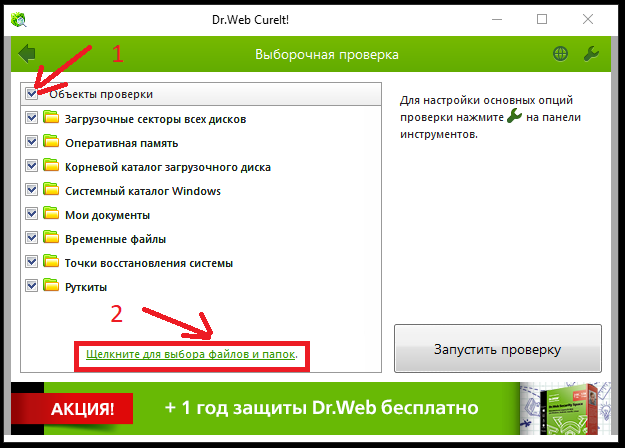 Dr.Web CureIt!
Выборочная проверка
1
Объекты проверки
Загрузочные секторы всех дисков
Оперативная память
Корневой каталог загрузочного диска
Системный каталог Windows
Мои документы
Временные файлы
Точки восстановления системы
Руткиты
2
Щелкните для выбора файлов и папок.
Для настройки основных опций
проверки нажмите на панели
инструментов.
Запустить проверку
АКЦИЯ!
+ 1 год защиты Dr.Web бесплатно